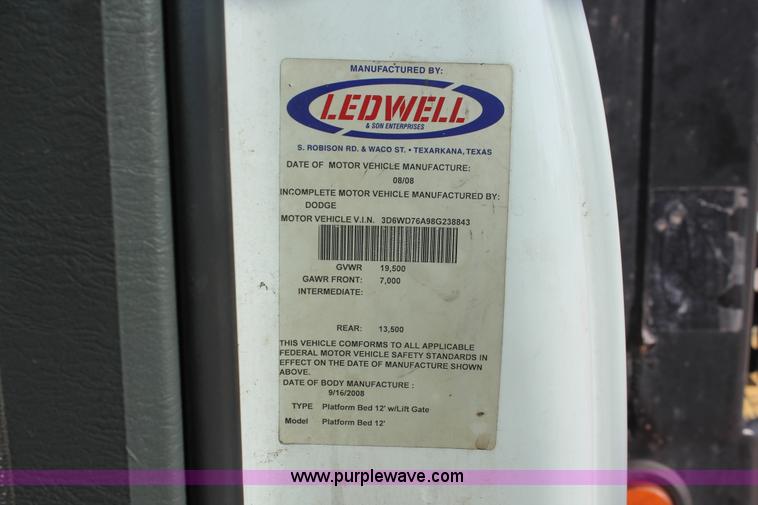 MANUFACTURED BY:
LEDWELL
& SON ENTERPRISES
S. ROBISON RD. & WACO ST. • TEXARKANA, TEXAS
DATE OF MOTOR VEHICLE MANUFACTURE:
08/08
INCOMPLETE MOTOR VEHICLE MANUFACTURED BY:
DODGE
MOTOR VEHICLE V.I.N. 3D6WD76A98G238843
GVWR 19,500
GAWR FRONT: 7,000
INTERMEDIATE:
REAR: 13,500
THIS VEHICLE COMFORMS TO ALL APPLICABLE
FEDERAL MOTOR VEHICLE SAFETY STANDARDS IN
EFFECT ON THE DATE OF MANUFACTURE SHOWN
ABOVE.
DATE OF BODY MANUFACTURE :
9/16/2008
TYPE Platform Bed 12' w/Lift Gate
Model Platform Bed 12'
www.purplewave.com